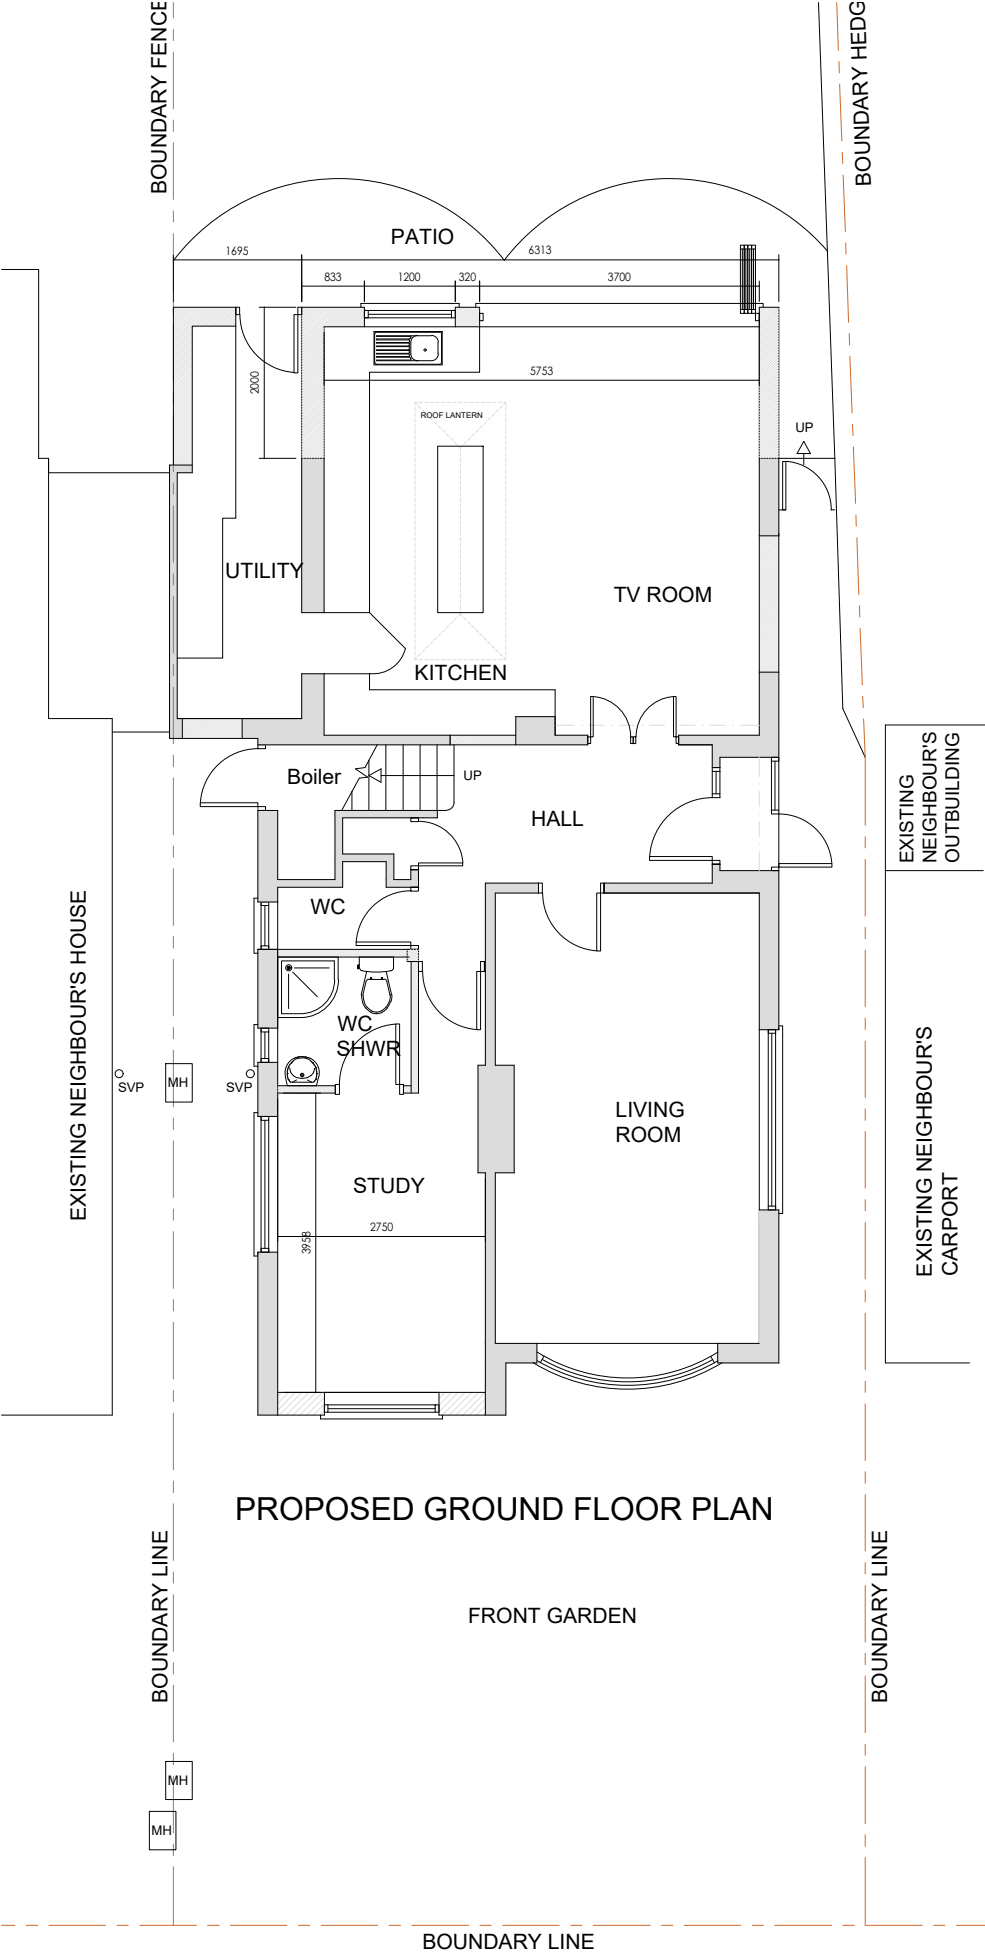 BOUNDARY FENCE
BOUNDARY HEDG
PATIO
1695
6313
833
1200
320
3700
5753
2000
ROOF LANTERN
UP
UTILITY
TV ROOM
KITCHEN
Boiler
UP
HALL
EXISTING
NEIGHBOUR'S
OUTBUILDING
WC
EXISTING NEIGHBOUR'S HOUSE
WC
SHWR
SVP
MH
SVP
LIVING
ROOM
EXISTING NEIGHBOUR'S
CARPORT
STUDY
2750
3958
PROPOSED GROUND FLOOR PLAN
BOUNDARY LINE
BOUNDARY LINE
FRONT GARDEN
MH
MH
BOUNDARY LINE